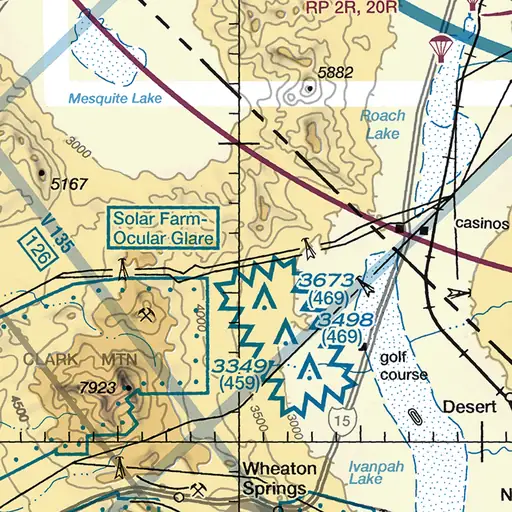 RP 2R, 20R
5882
Mesquite Lake
Roach
Lake
3000
5167
Solar Farm-
Ocular Glare
casinos
V 135
126
3673
(469)
3498
(469)
4000
CLARK MTN
3349
(459)
golf
course
7923
4500
3500
3000
15
Desert
Wheaton
Springs
Ivanpah
Lake
N